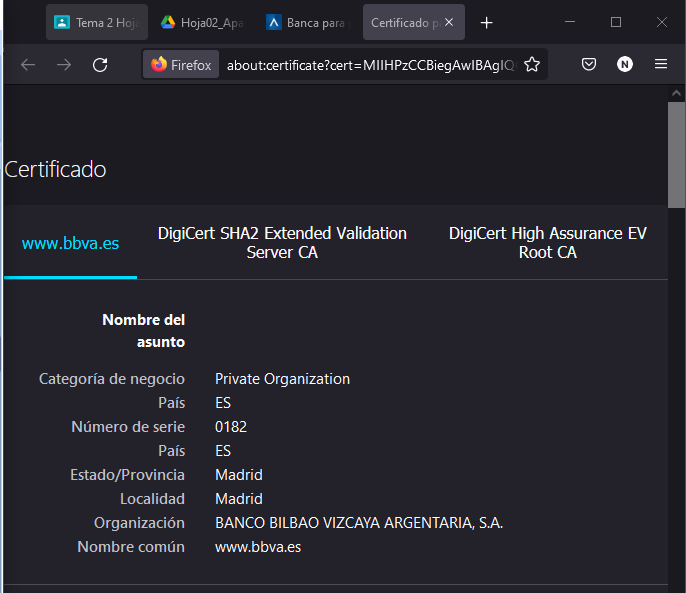 Tema 2 Hoj
Hoja02_Apa
Banca para
Certificado p
Firefox
about:certificate?cert=MIIHPzCCBiegAwIBAgIQ
N
Certificado
www.bbva.es
DigiCert SHA2 Extended Validation
Server CA
DigiCert High Assurance EV
Root CA
Nombre del
asunto
Categoría de negocio Private Organization
País ES
Número de serie 0182
País ES
Estado/Provincia Madrid
Localidad Madrid
Organización BANCO BILBAO VIZCAYA ARGENTARIA, S.A.
Nombre común www.bbva.es